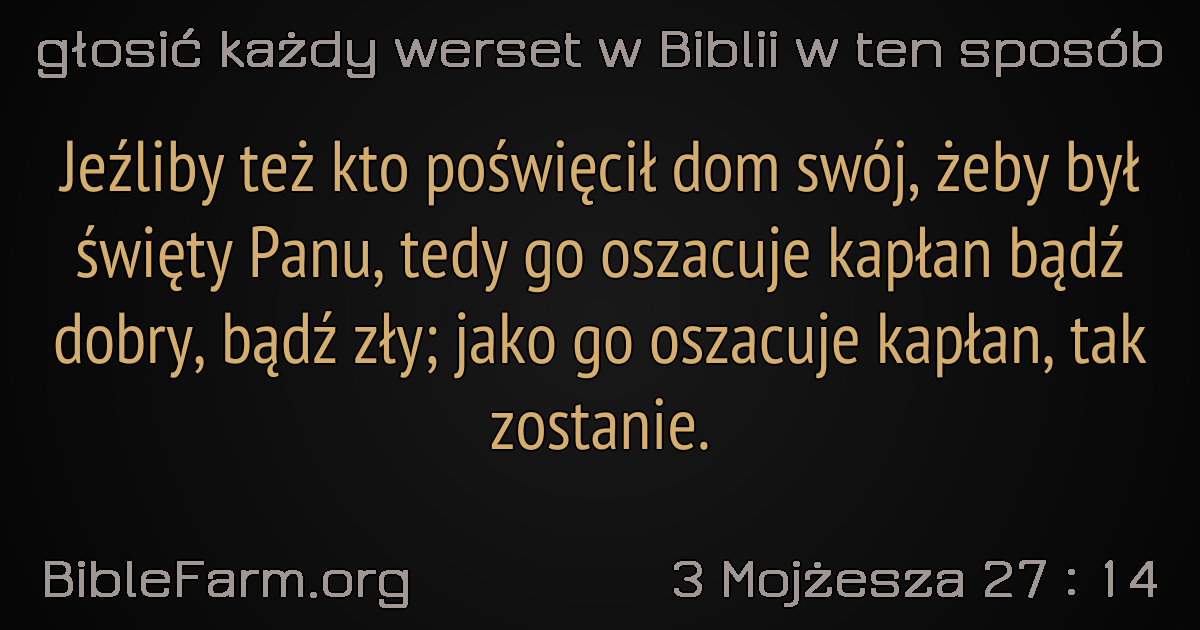 głosić każdy werset w Biblii w ten sposób
Jeźliby też kto poświęcił dom swój, żeby był
święty Panu, tedy go oszacuje kapłan bądź
dobry, bądź zły; jako go oszacuje kapłan, tak
zostanie.
BibleFarm.org
3 Mojżesza 27 : 14